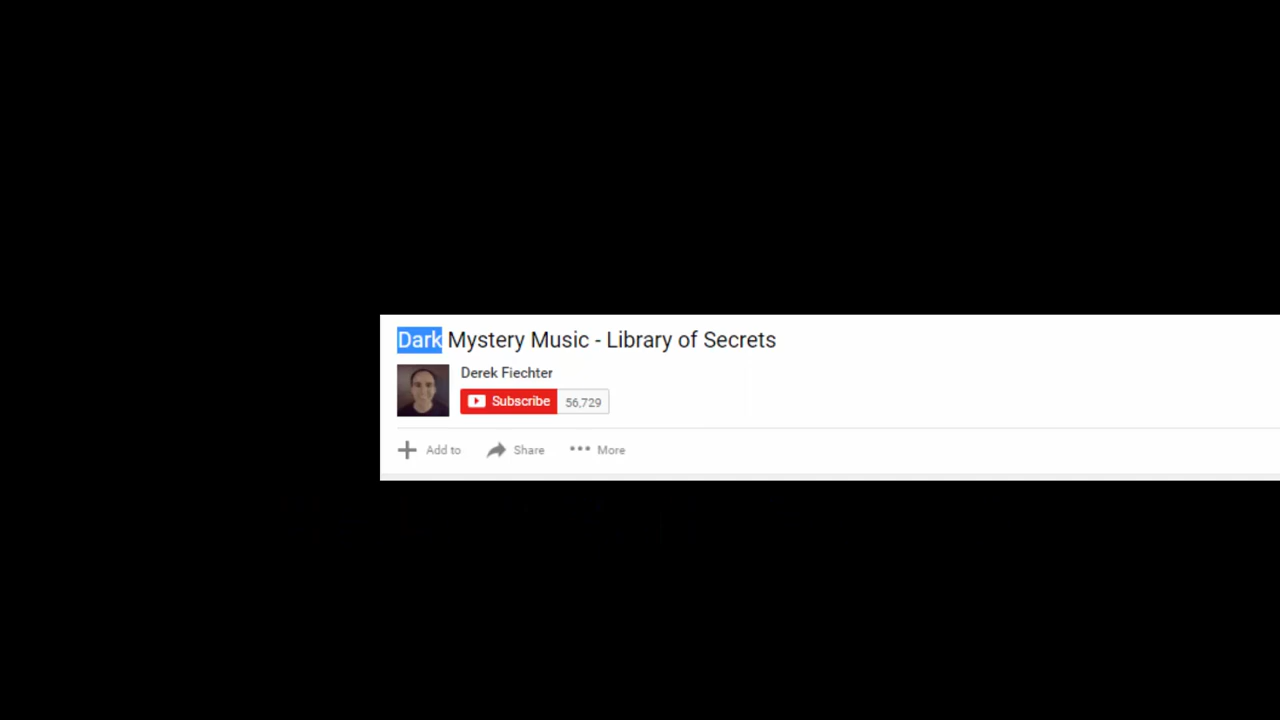 Dark Mystery Music - Library of Secrets
Derek Fiechter
Subscribe 56,729
Add to Share More